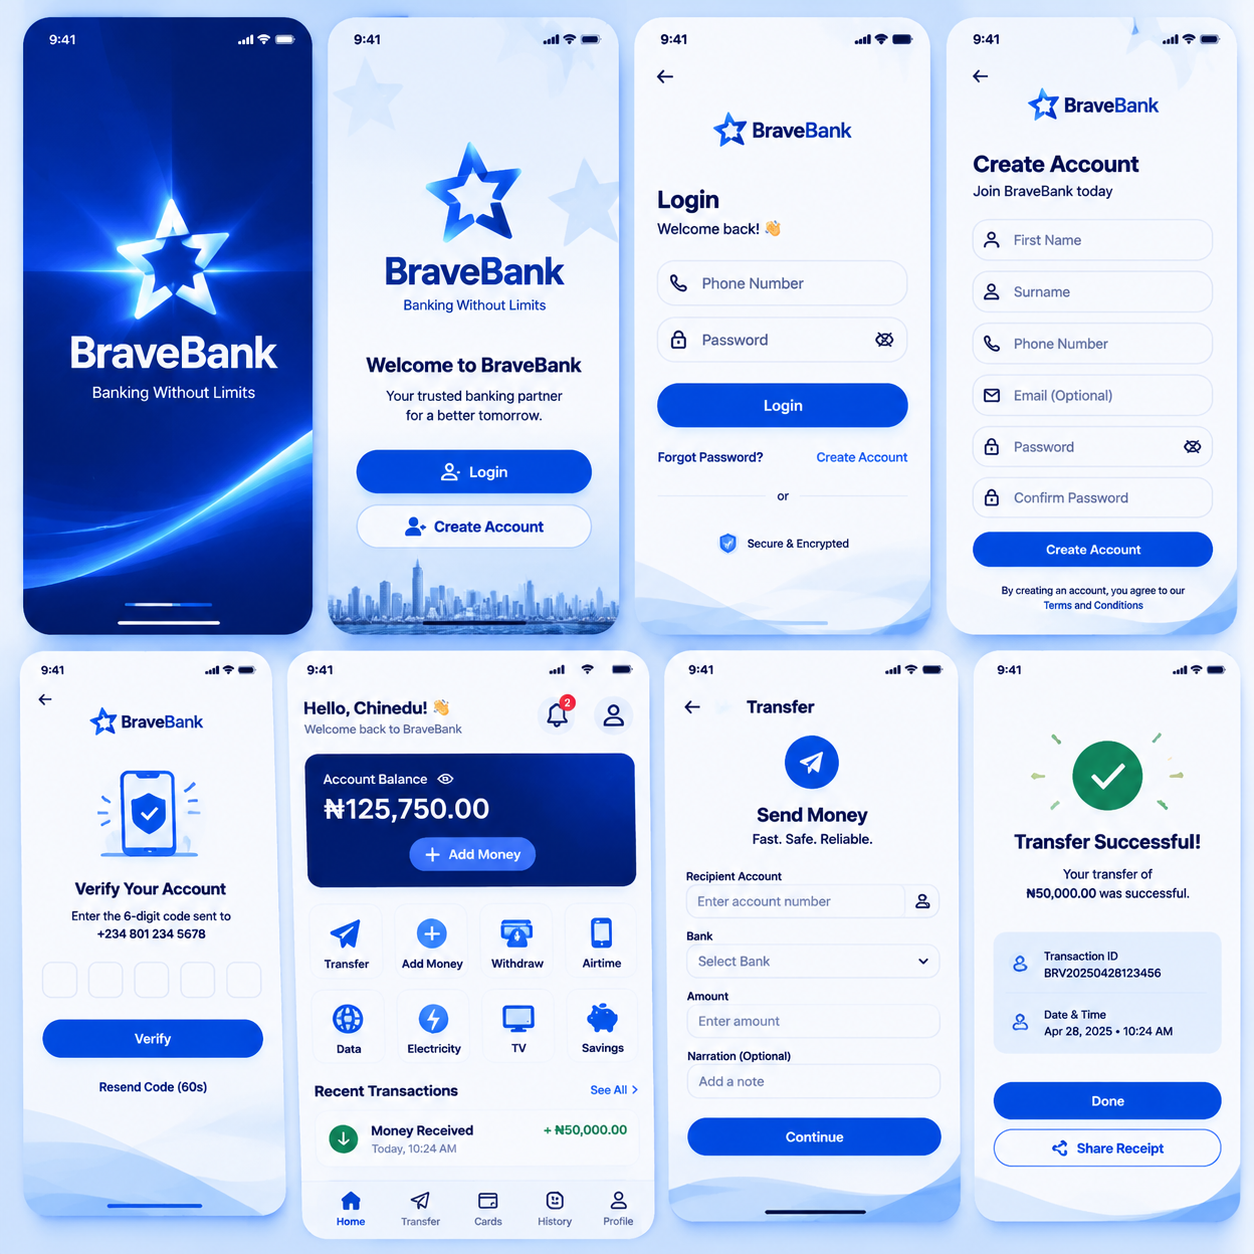 9:41
BraveBank
Banking Without Limits
9:41
BraveBank
Banking Without Limits
Welcome to BraveBank
Your trusted banking partner
for a better tomorrow.
Login
Create Account
9:41
BraveBank
Login
Welcome back! 👋
Phone Number
Password
Login
Forgot Password? Create Account
or
Secure & Encrypted
9:41
BraveBank
Create Account
Join BraveBank today
First Name
Surname
Phone Number
Email (Optional)
Password
Confirm Password
Create Account
By creating an account, you agree to our
Terms and Conditions
9:41
BraveBank
Verify Your Account
Enter the 6-digit code sent to
+234 801 234 5678
Verify
Resend Code (60s)
9:41
Hello, Chinedu! 👋
2
Welcome back to BraveBank
Account Balance
₦125,750.00
+ Add Money
Transfer Add Money Withdraw Airtime
Data Electricity TV Savings
Recent Transactions See All >
Money Received + ₦50,000.00
Today, 10:24 AM
Home Transfer Cards History Profile
9:41
Transfer
Send Money
Fast. Safe. Reliable.
Recipient Account
Enter account number
Bank
Select Bank
Amount
Enter amount
Narration (Optional)
Add a note
Continue
9:41
Transfer Successful!
Your transfer of
₦50,000.00 was successful.
Transaction ID
BRV20250428123456
Date & Time
Apr 28, 2025 • 10:24 AM
Done
Share Receipt